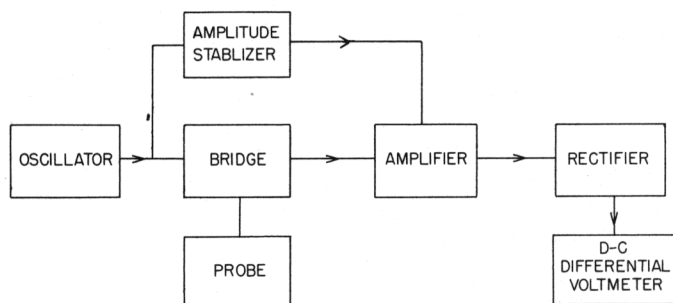 AMPLITUDE
STABLIZER
OSCILLATOR
BRIDGE
AMPLIFIER
RECTIFIER
PROBE
D-C
DIFFERENTIAL
VOLTMETER